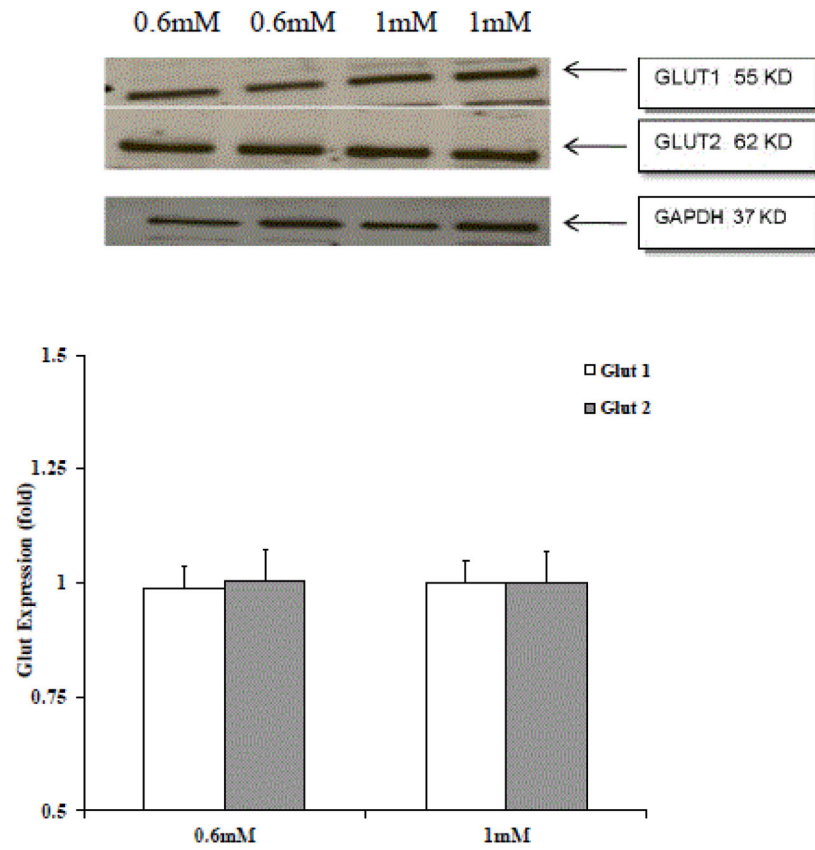 0.6mM 0.6mM 1mM 1mM
GLUT1 55 KD
GLUT2 62 KD
GAPDH 37 KD
1.5
Glut 1
Glut 2
1.25
Glut Expression (fold)
1
0.75
0.5
0.6mM 1mM